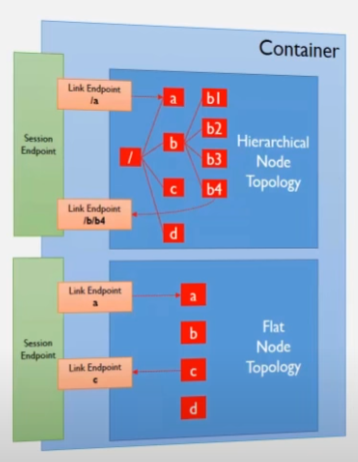 Container
Link Endpoint
/a
Session
Endpoint
a
b1
b2
b
b3
/
b4
c
d
Hierarchical
Node
Topology
Link Endpoint
/b/b4
Link Endpoint
a
Session
Endpoint
a
b
c
d
Flat
Node
Topology
Link Endpoint
c